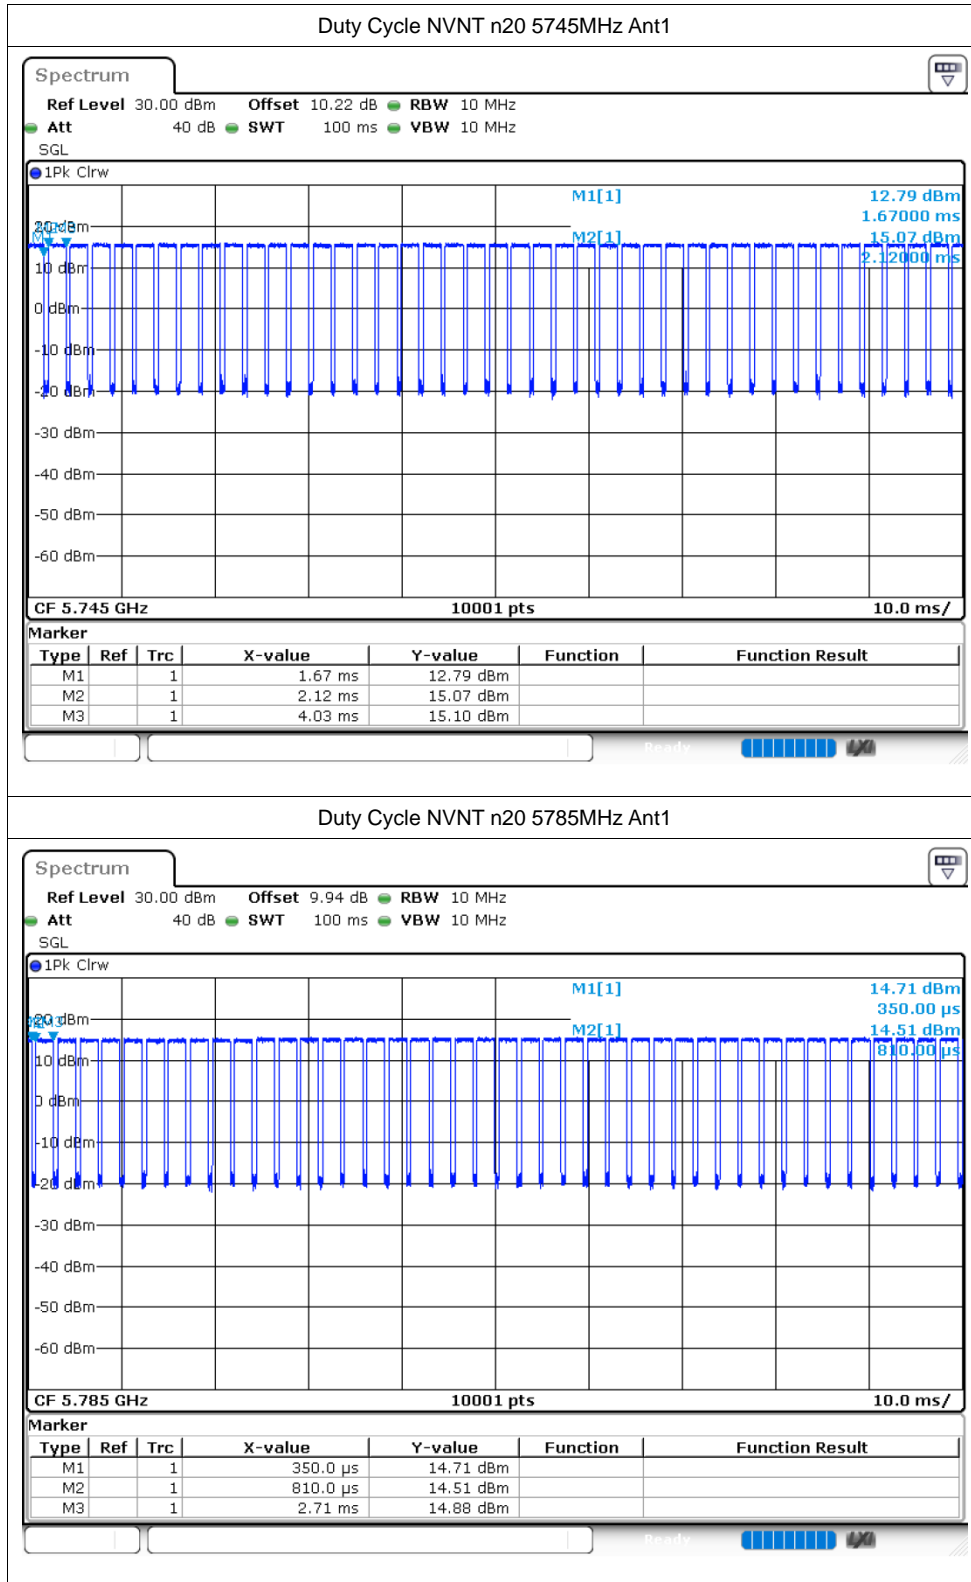 Duty Cycle NVNT n20 5745MHz Ant1
Spectrum
Ref Level 30.00 dBm Offset 10.22 dB RBW 10 MHz
Att 40 dB SWT 100 ms VBW 10 MHz
SGL
1Pk Clrw
M1[1] 12.79 dBm
1.67000 ms
20 dBm
M2[1] 15.07 dBm
2.12000 ms
10 dBm
0 dBm
-10 dBm
-20 dBm
-30 dBm
-40 dBm
-50 dBm
-60 dBm
CF 5.745 GHz 10001 pts 10.0 ms/
Marker
Type Ref Trc X-value Y-value Function Function Result
M1 1 1.67 ms 12.79 dBm
M2 1 2.12 ms 15.07 dBm
M3 1 4.03 ms 15.10 dBm
Ready LXI
Duty Cycle NVNT n20 5785MHz Ant1
Spectrum
Ref Level 30.00 dBm Offset 9.94 dB RBW 10 MHz
Att 40 dB SWT 100 ms VBW 10 MHz
SGL
1Pk Clrw
M1[1] 14.71 dBm
350.00 µs
20 dBm M3
M2[1] 14.51 dBm
810.00 µs
10 dBm
0 dBm
-10 dBm
-20 dBm
-30 dBm
-40 dBm
-50 dBm
-60 dBm
CF 5.785 GHz 10001 pts 10.0 ms/
Marker
Type Ref Trc X-value Y-value Function Function Result
M1 1 350.0 µs 14.71 dBm
M2 1 810.0 µs 14.51 dBm
M3 1 2.71 ms 14.88 dBm
Ready LXI